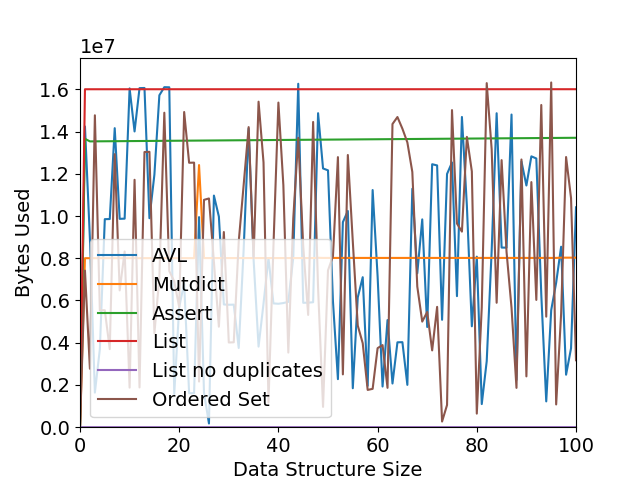 1e7
1.6
1.4
1.2
1.0
0.8
0.6
0.4
0.2
0.0
Bytes Used
AVL
Mutdict
Assert
List
List no duplicates
Ordered Set
0 20 40 60 80 100
Data Structure Size